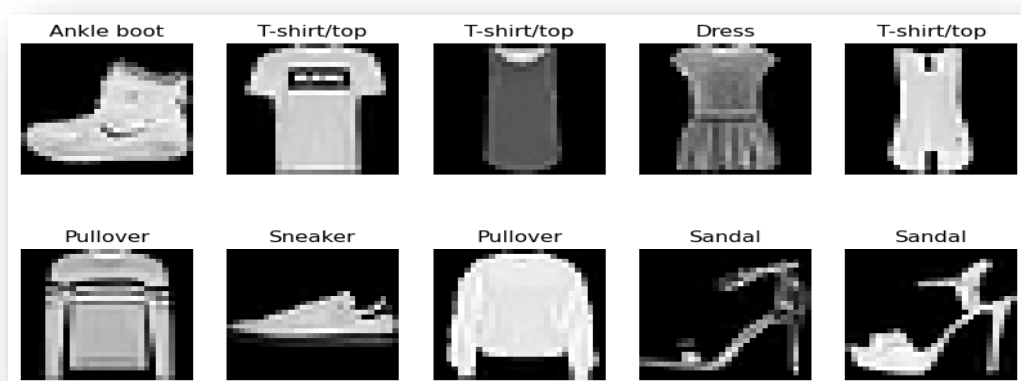 Ankle boot
T-shirt/top
T-shirt/top
Dress
T-shirt/top
Pullover
Sneaker
Pullover
Sandal
Sandal